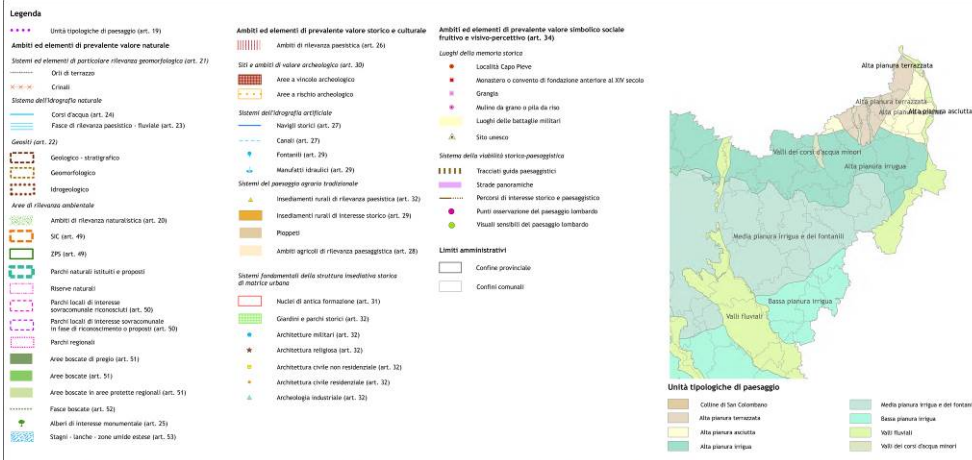 Legenda
Unità tipologiche di paesaggio (art. 19)
Ambiti ed elementi di prevalente valore naturale
Sistemi ed elementi di particolare rilevanza geomorfologica (art. 21)
Orli di terrazzo
Crinali
Sistema dell'idrografia naturale
Corsi d'acqua (art. 24)
Fasce di rilevanza paesistico - fluviale (art. 23)
Geositi (art. 22)
Geologico - stratigrafico
Geomorfologico
Idrogeologico
Aree di rilevanza ambientale
Ambiti di rilevanza naturalistica (art. 20)
SIC (art. 49)
ZPS (art. 49)
Parchi naturali istituiti e proposti
Riserve naturali
Parchi locali di interesse
sovracomunale riconosciuti (art. 50)
Parchi locali di interesse sovracomunale
in fase di riconoscimento o proposti (art. 50)
Parchi regionali
Aree boscate di pregio (art. 51)
Aree boscate (art. 51)
Aree boscate in aree protette regionali (art. 51)
Fasce boscate (art. 52)
Alberi di interesse monumentale (art. 25)
Stagni - lanche - zone umide estese (art. 53)
Ambiti ed elementi di prevalente valore storico e culturale
Ambiti di rilevanza paesistica (art. 26)
Siti e ambiti di valore archeologico (art. 30)
Aree a vincolo archeologico
Aree a rischio archeologico
Sistemi dell'idrografia artificiale
Navigli storici (art. 27)
Canali (art. 27)
Fontanili (art. 29)
Manufatti idraulici (art. 29)
Sistemi del paesaggio agrario tradizionale
Insediamenti rurali di rilevanza paesistica (art. 32)
Insediamenti rurali di interesse storico (art. 29)
Pioppeti
Ambiti agricoli di rilevanza paesaggistica (art. 28)
Sistemi fondamentali della struttura insediativa storica
di matrice urbana
Nuclei di antica formazione (art. 31)
Giardini e parchi storici (art. 32)
Architetture militari (art. 32)
Architettura religiosa (art. 32)
Architettura civile non residenziale (art. 32)
Architettura civile residenziale (art. 32)
Archeologia industriale (art. 32)
Ambiti ed elementi di prevalente valore simbolico sociale
fruitivo e visivo-percettivo (art. 34)
Luoghi della memoria storica
Località Capo Pieve
Monastero o convento di fondazione anteriore al XIV secolo
Grangia
Mulino da grano o pila da riso
Luoghi delle battaglie militari
Sito unesco
Sistema della viabilità storico-paesaggistica
Tracciati guida paesaggistici
Strade panoramiche
Percorsi di interesse storico e paesaggistico
Punti osservazione del paesaggio lombardo
Visuali sensibili del paesaggio lombardo
Limiti amministrativi
Confine provinciale
Confini comunali
Alta pianura terrazzata
Alta pianura terrazzata
Alta pianura asciutta
Valli dei corsi d'acqua minori
Alta pianura irrigua
Media pianura irrigua e dei fontanili
Bassa pianura irrigua
Valli fluviali
Unità tipologiche di paesaggio
Colline di San Colombano
Alta pianura terrazzata
Alta pianura asciutta
Alta pianura irrigua
Media pianura irrigua e dei fontan
Bassa pianura irrigua
Valli fluviali
Valli dei corsi d'acqua minori